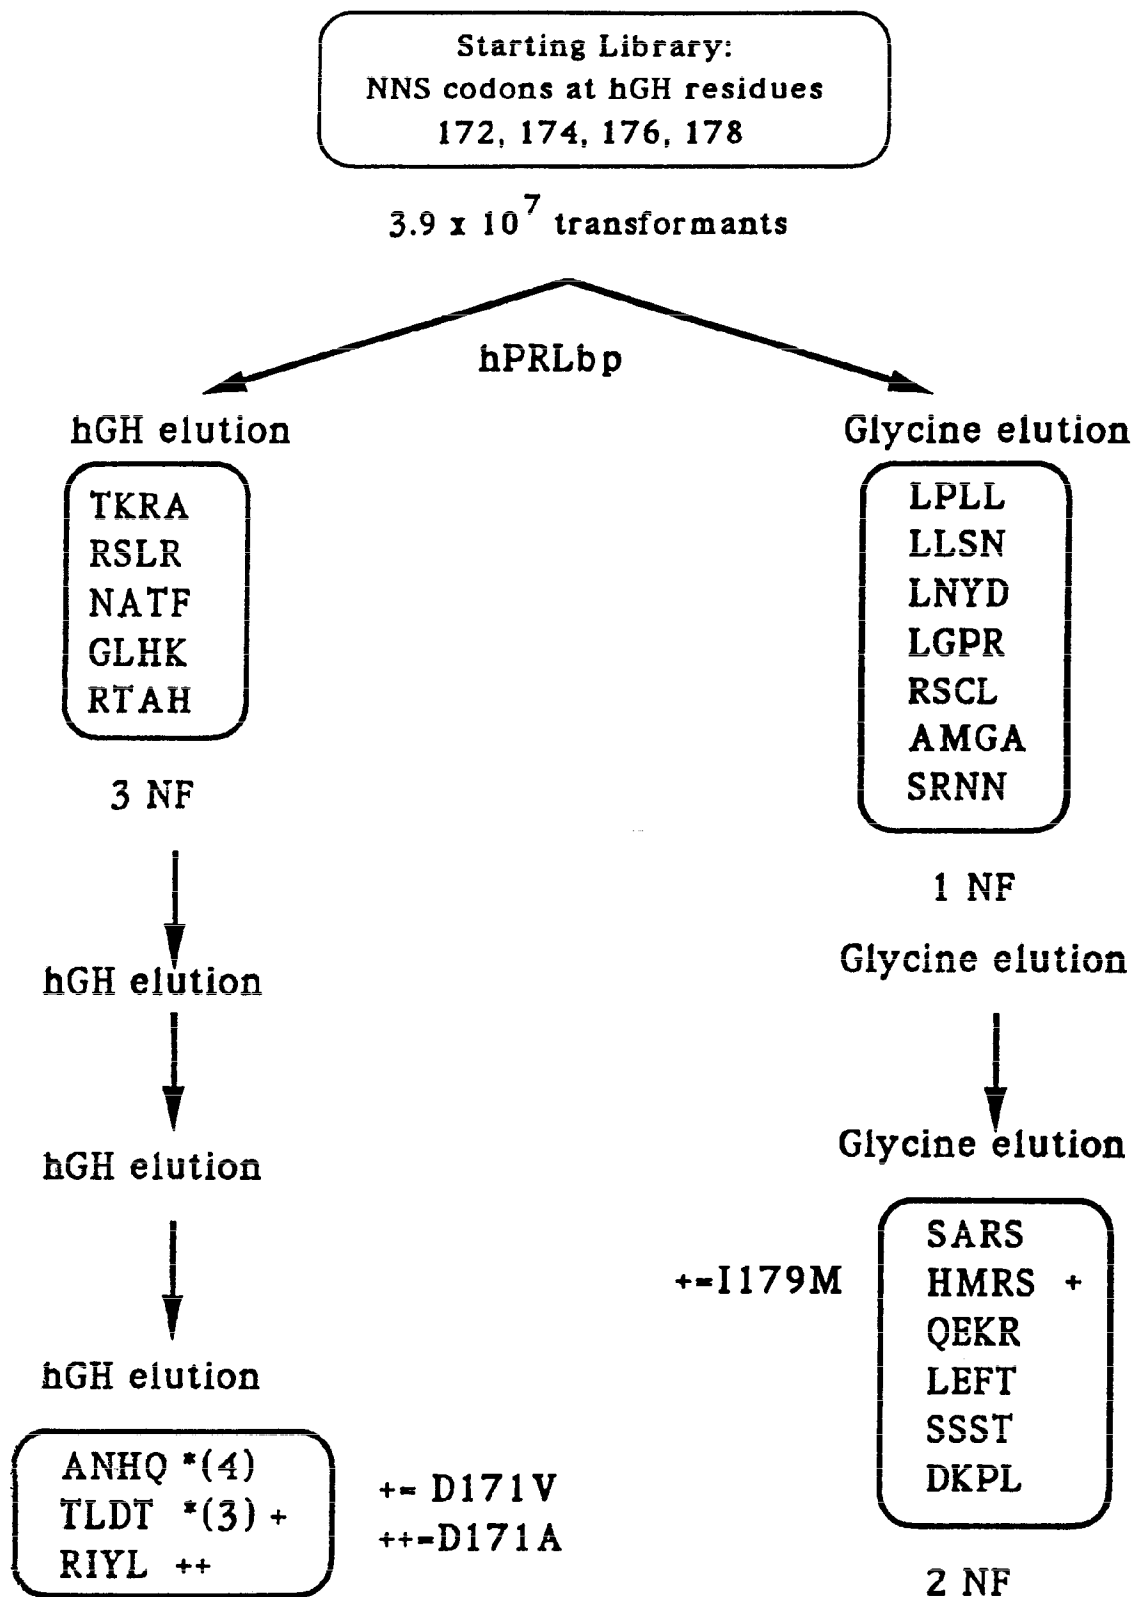 Starting Library:
NNS codons at hGH residues
172, 174, 176, 178
3.9 x 10^7 transformants
hPRLbp
hGH elution
TKRA
RSLR
NATF
GLHK
RTAH
3 NF
hGH elution
hGH elution
hGH elution
ANHQ *(4)
TLDT *(3) +
RIYL ++
+= D171V
++=D171A
Glycine elution
LPLL
LLSN
LNYD
LGPR
RSCL
AMGA
SRNN
1 NF
Glycine elution
Glycine elution
+=I179M
SARS
HMRS +
QEKR
LEFT
SSST
DKPL
2 NF